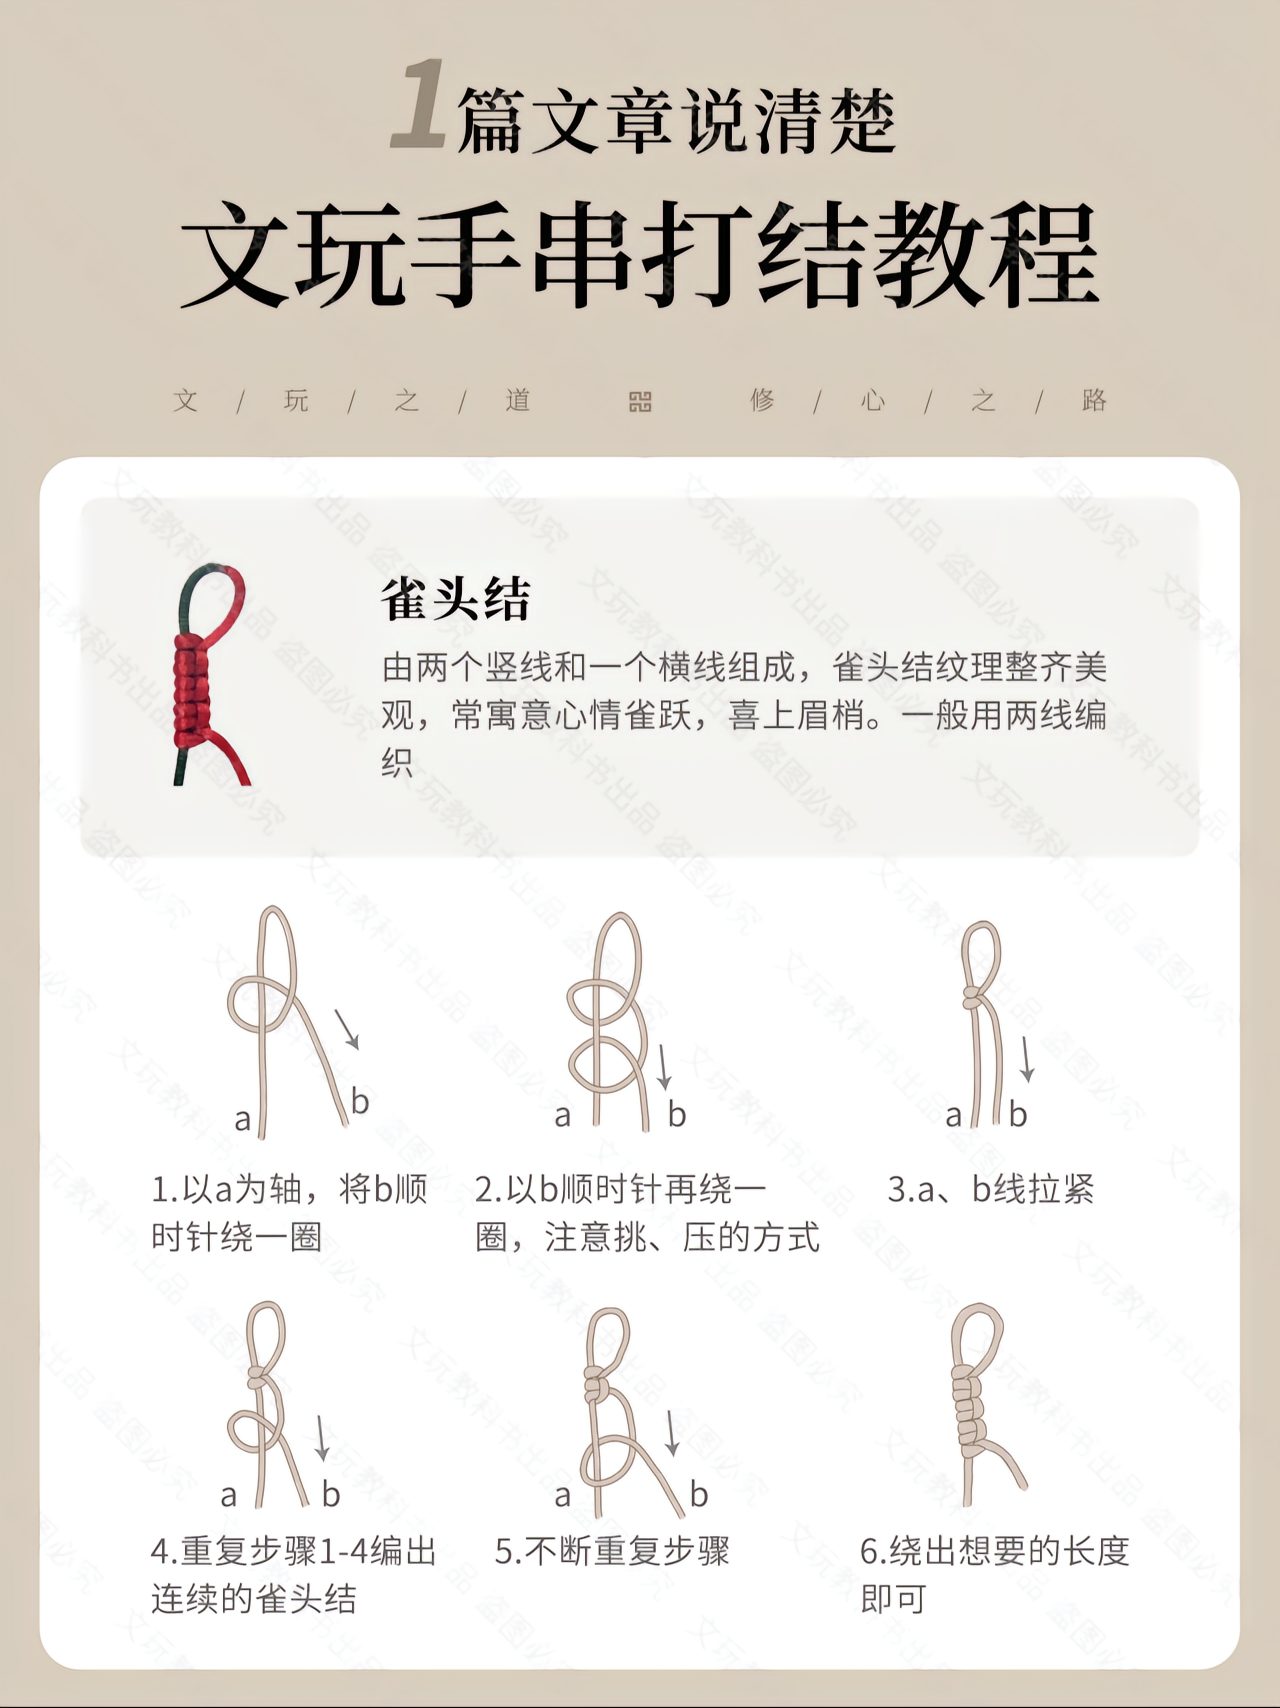 1篇文章说清楚
文玩手串打结教程
文 / 玩 / 之 / 道 修 / 心 / 之 / 路
雀头结
由两个竖线和一个横线组成，雀头结纹理整齐美
观，常寓意心情雀跃，喜上眉梢。一般用两线编
织
a
b
a
b
a
b
1.以a为轴，将b顺
时针绕一圈
2.以b顺时针再绕一
圈，注意挑、压的方式
3.a、b线拉紧
a
b
a
b
4.重复步骤1-4编出
连续的雀头结
5.不断重复步骤
6.绕出想要的长度
即可
文玩教科书出品 盗图必究